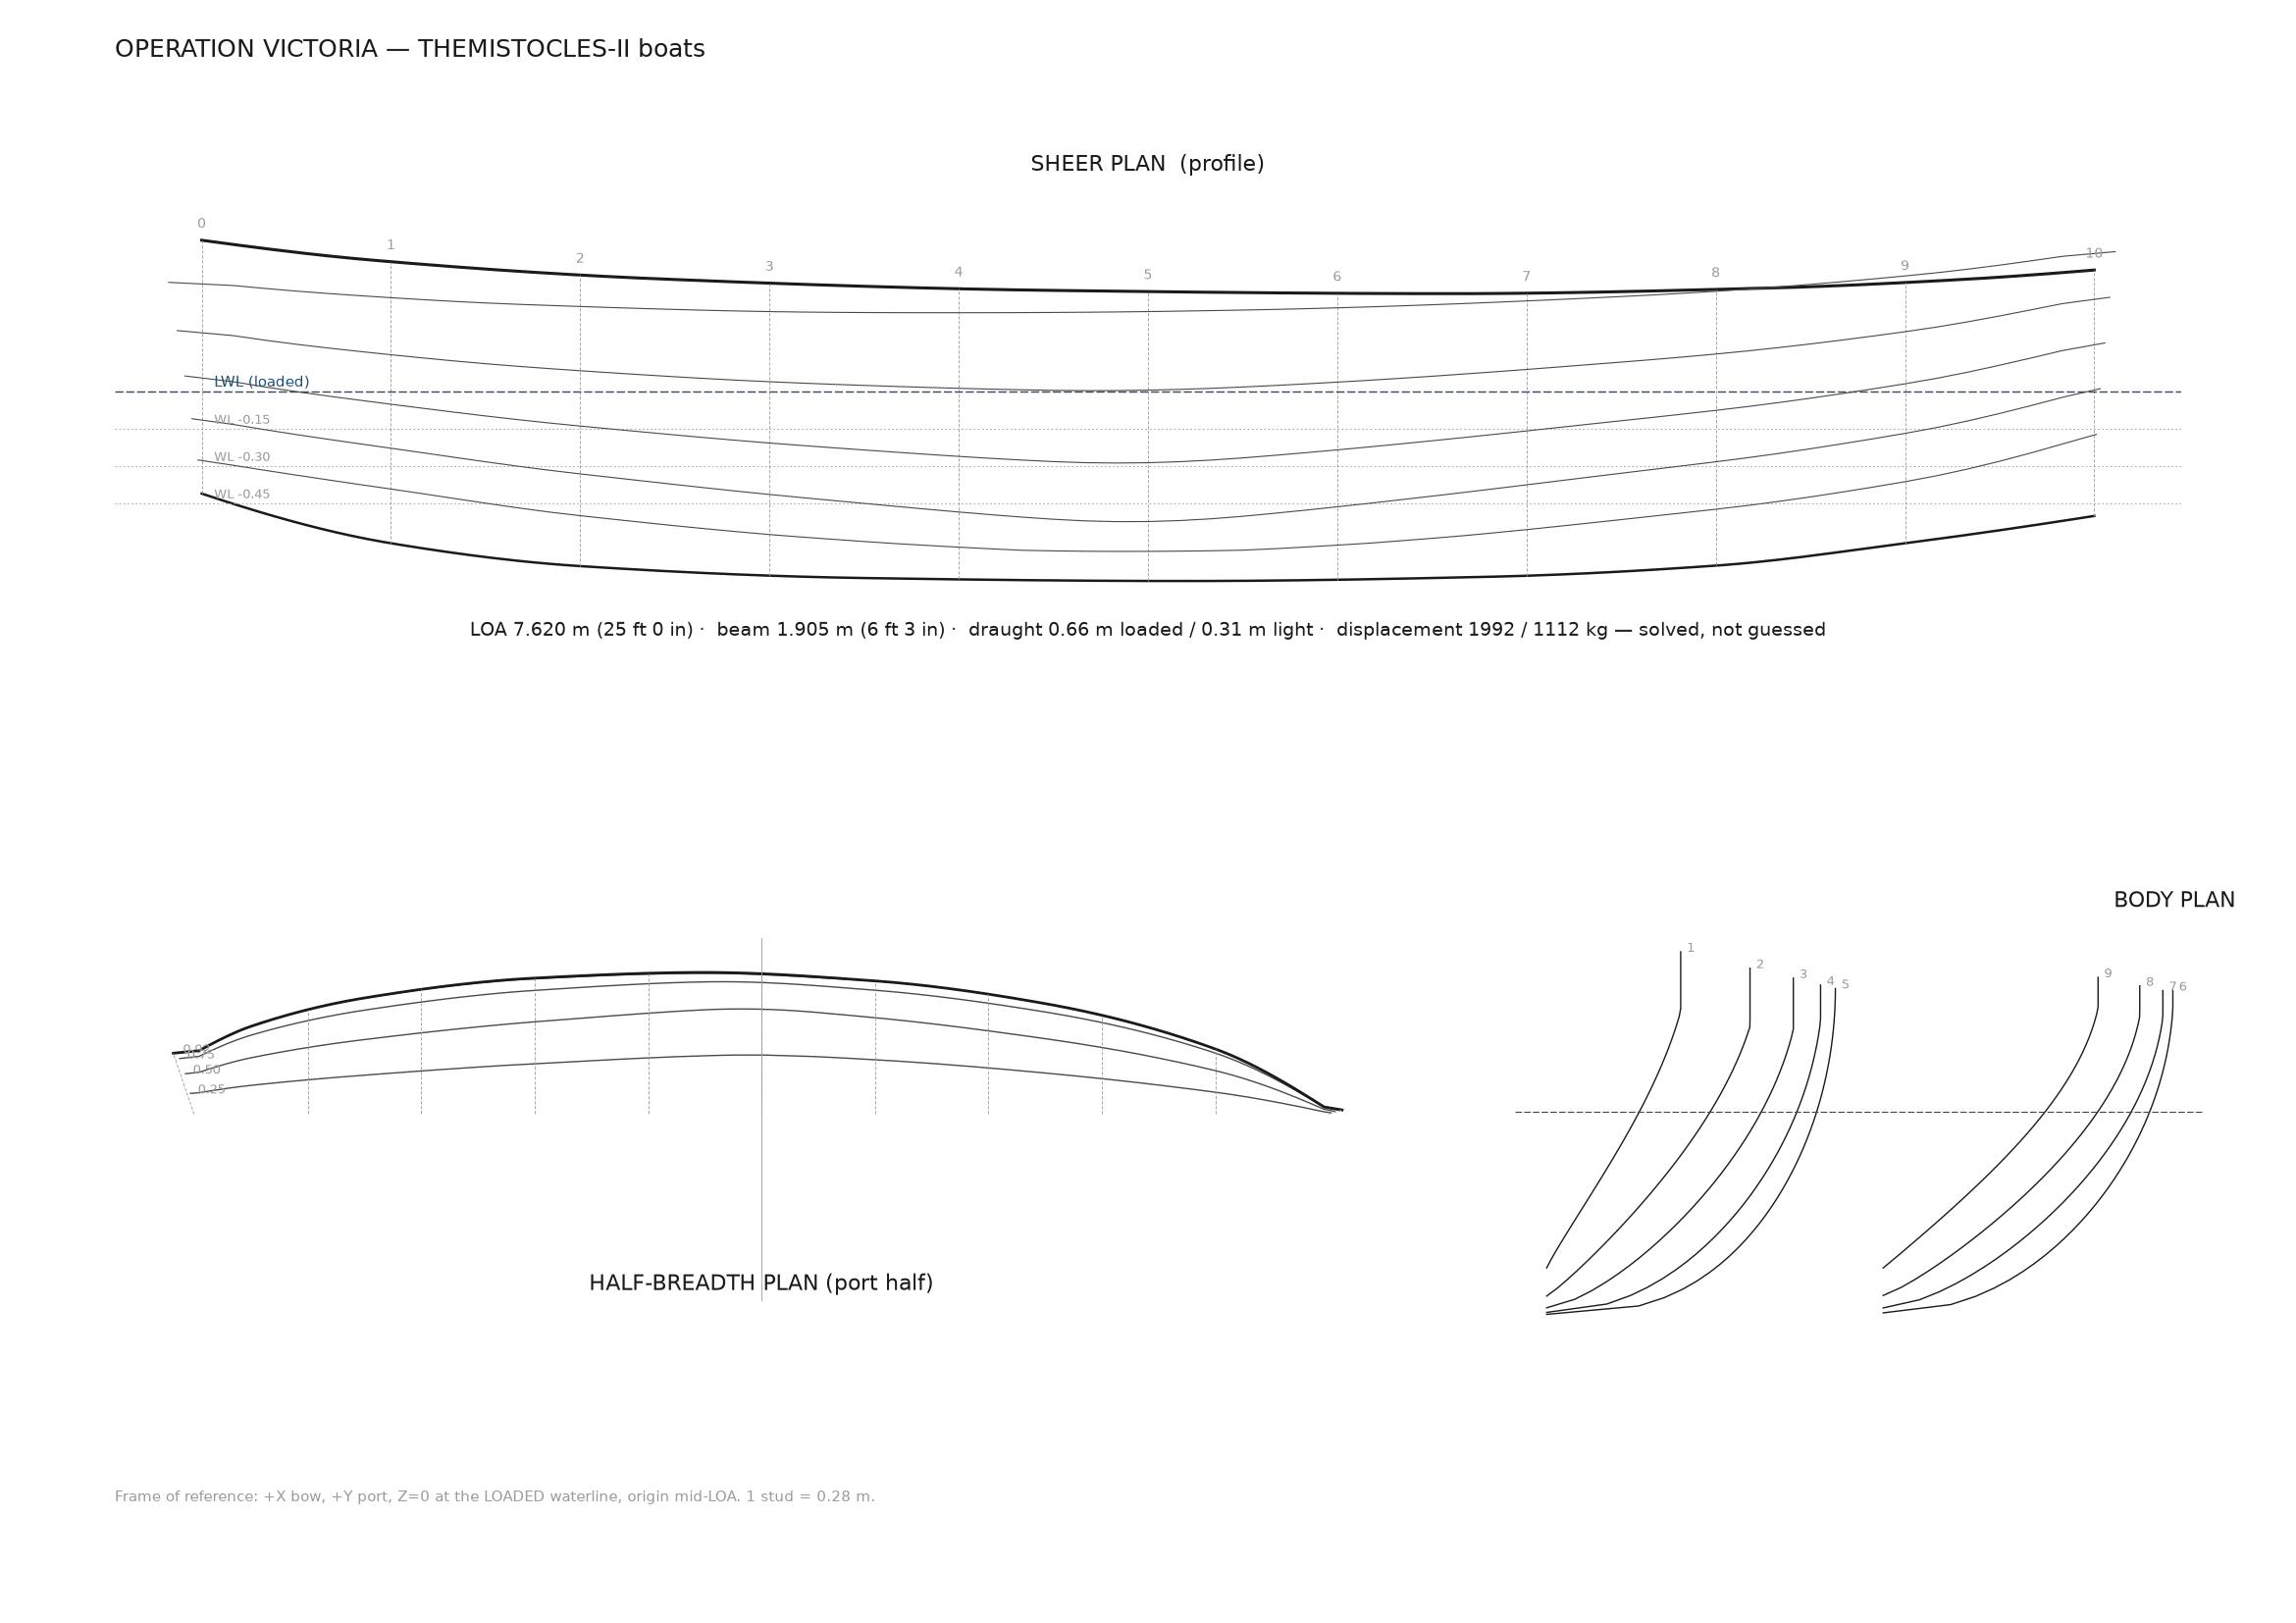 OPERATION VICTORIA — THEMISTOCLES-II boats
SHEER PLAN (profile)
0
1
2
3
4
5
6
7
8
9
10
LWL (loaded)
WL -0.15
WL -0.30
WL -0.45
LOA 7.620 m (25 ft 0 in) · beam 1.905 m (6 ft 3 in) · draught 0.66 m loaded / 0.31 m light · displacement 1992 / 1112 kg — solved, not guessed
BODY PLAN
1
2
3
4
5
9
8
7
6
0.75
0.50
0.25
HALF-BREADTH PLAN (port half)
Frame of reference: +X bow, +Y port, Z=0 at the LOADED waterline, origin mid-LOA. 1 stud = 0.28 m.